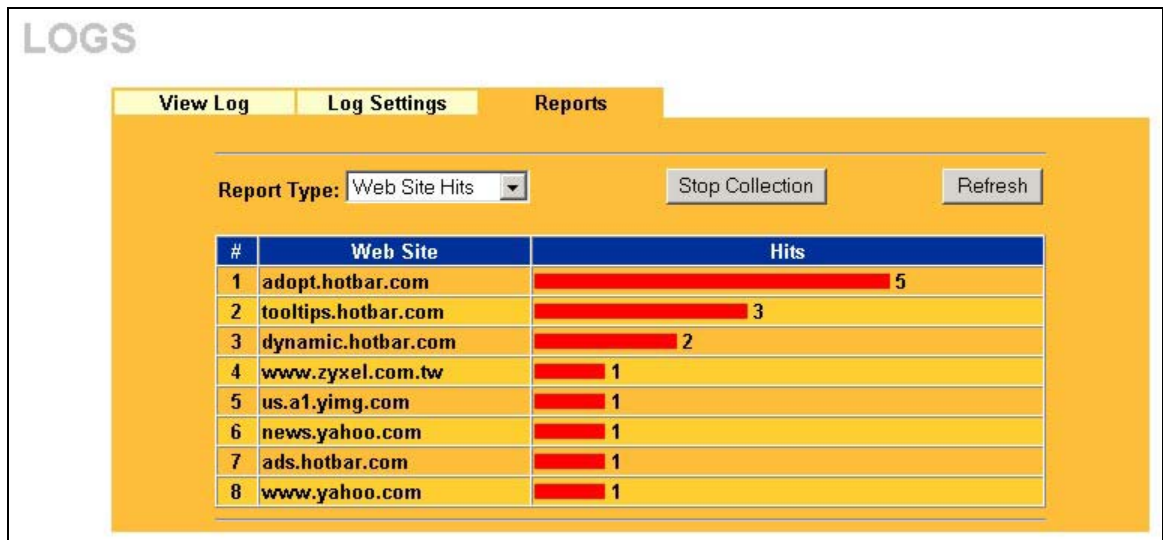 LOGS
View Log Log Settings Reports
Report Type: Web Site Hits Stop Collection Refresh
# Web Site Hits
1 adopt.hotbar.com 5
2 tooltips.hotbar.com 3
3 dynamic.hotbar.com 2
4 www.zyxel.com.tw 1
5 us.a1.yimg.com 1
6 news.yahoo.com 1
7 ads.hotbar.com 1
8 www.yahoo.com 1